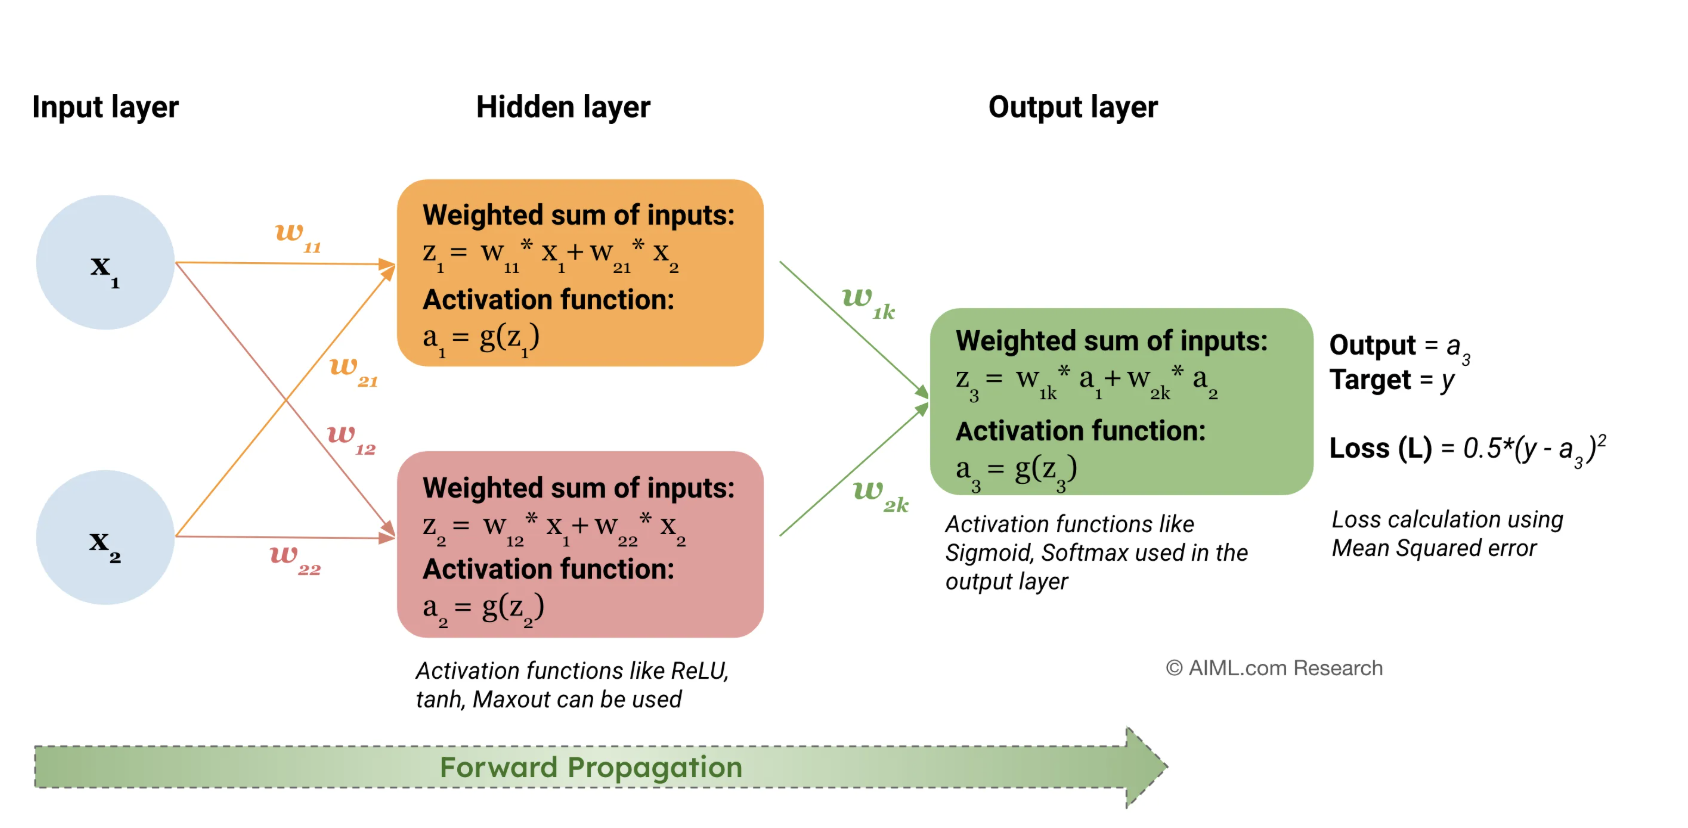 Input layer
Hidden layer
Output layer
x₁
x₂
w₁₁
w₂₁
w₁₂
w₂₂
Weighted sum of inputs:
z₁ = w₁₁* x₁+w₂₁* x₂
Activation function:
a₁ = g(z₁)
Weighted sum of inputs:
z₂ = w₁₂* x₁+w₂₂* x₂
Activation function:
a₂ = g(z₂)
Activation functions like ReLU,
tanh, Maxout can be used
w₁ₖ
w₂ₖ
Weighted sum of inputs:
z₃ = w₁ₖ* a₁+w₂ₖ* a₂
Activation function:
a₃ = g(z₃)
Activation functions like
Sigmoid, Softmax used in the
output layer
Output = a₃
Target = y
Loss (L) = 0.5*(y - a₃)²
Loss calculation using
Mean Squared error
© AIML.com Research
Forward Propagation